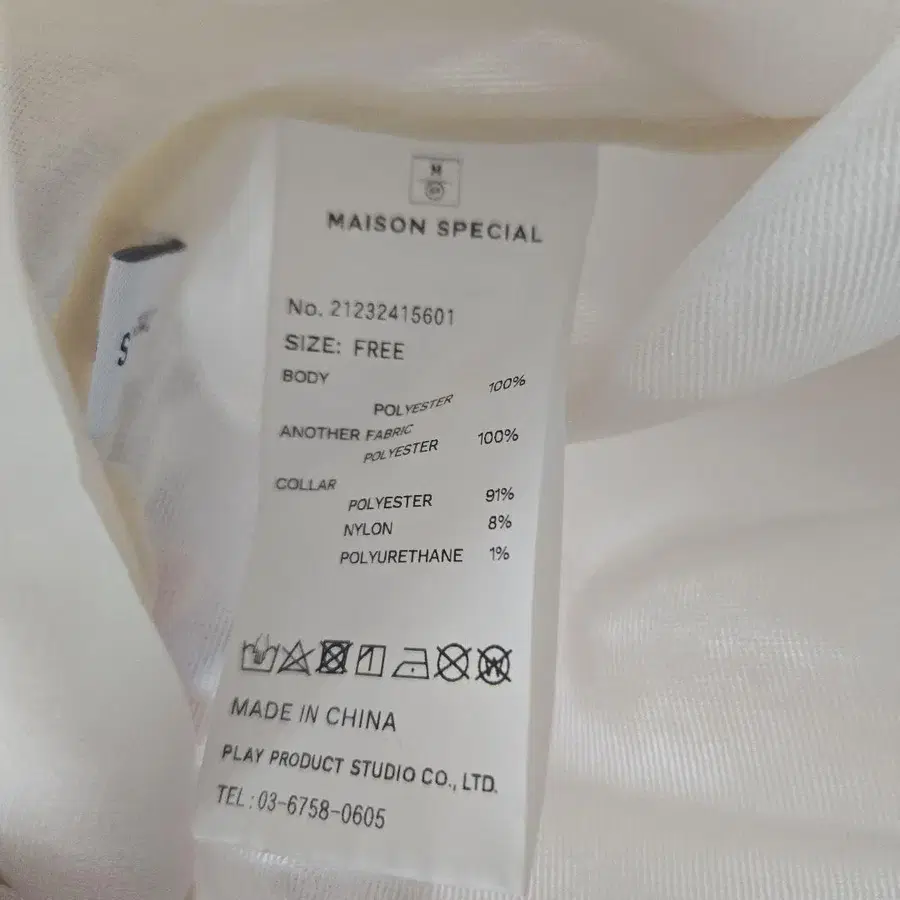 M
MAISON SPECIAL
No. 21232415601
SIZE: FREE
BODY
POLYESTER 100%
ANOTHER FABRIC
POLYESTER 100%
COLLAR
POLYESTER 91%
NYLON 8%
POLYURETHANE 1%
W
MADE IN CHINA
PLAY PRODUCT STUDIO CO., LTD.
TEL : 03-6758-0605
S